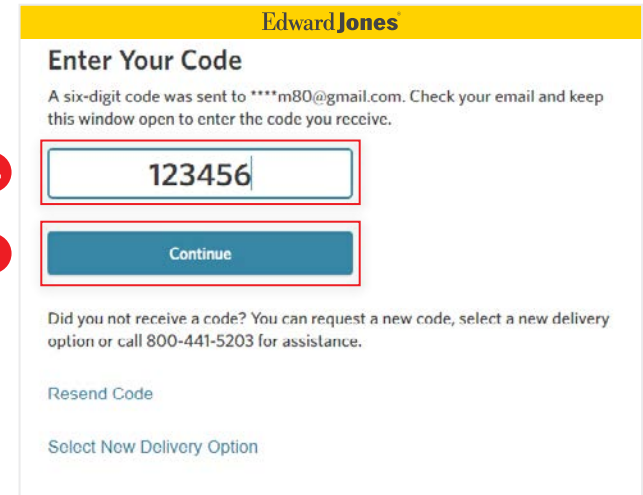 Edward Jones
Enter Your Code
A six-digit code was sent to ****m80@gmail.com. Check your email and keep
this window open to enter the code you receive.
123456
Continue
Did you not receive a code? You can request a new code, select a new delivery
option or call 800-441-5203 for assistance.
Resend Code
Select New Delivery Option